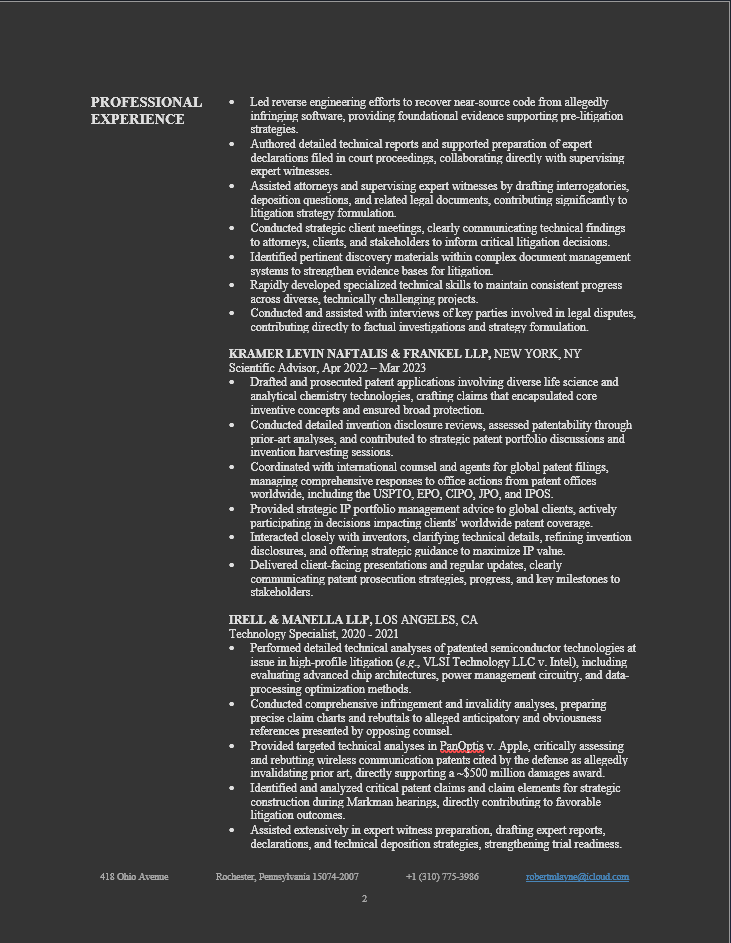 PROFESSIONAL
EXPERIENCE
• Led reverse engineering efforts to recover near-source code from allegedly
infringing software, providing foundational evidence supporting pre-litigation
strategies.
• Authored detailed technical reports and supported preparation of expert
declarations filed in court proceedings, collaborating directly with supervising
expert witnesses.
• Assisted attorneys and supervising expert witnesses by drafting interrogatories,
deposition questions, and related legal documents, contributing significantly to
litigation strategy formulation.
• Conducted strategic client meetings, clearly communicating technical findings
to attorneys, clients, and stakeholders to inform critical litigation decisions.
• Identified pertinent discovery materials within complex document management
systems to strengthen evidence bases for litigation.
• Rapidly developed specialized technical skills to maintain consistent progress
across diverse, technically challenging projects.
• Conducted and assisted with interviews of key parties involved in legal disputes,
contributing directly to factual investigations and strategy formulation.
KRAMER LEVIN NAFTALIS & FRANKEL LLP, NEW YORK, NY
Scientific Advisor, Apr 2022 – Mar 2023
• Drafted and prosecuted patent applications involving diverse life science and
analytical chemistry technologies, crafting claims that encapsulated core
inventive concepts and ensured broad protection.
• Conducted detailed invention disclosure reviews, assessed patentability through
prior-art analyses, and contributed to strategic patent portfolio discussions and
invention harvesting sessions.
• Coordinated with international counsel and agents for global patent filings,
managing comprehensive responses to office actions from patent offices
worldwide, including the USPTO, EPO, CIPO, JPO, and IPOS.
• Provided strategic IP portfolio management advice to global clients, actively
participating in decisions impacting clients' worldwide patent coverage.
• Interacted closely with inventors, clarifying technical details, refining invention
disclosures, and offering strategic guidance to maximize IP value.
• Delivered client-facing presentations and regular updates, clearly
communicating patent prosecution strategies, progress, and key milestones to
stakeholders.
IRELL & MANELLA LLP, LOS ANGELES, CA
Technology Specialist, 2020 - 2021
• Performed detailed technical analyses of patented semiconductor technologies at
issue in high-profile litigation (e.g., VLSI Technology LLC v. Intel), including
evaluating advanced chip architectures, power management circuitry, and data-
processing optimization methods.
• Conducted comprehensive infringement and invalidity analyses, preparing
precise claim charts and rebuttals to alleged anticipatory and obviousness
references presented by opposing counsel.
• Provided targeted technical analyses in PanOptis v. Apple, critically assessing
and rebutting wireless communication patents cited by the defense as allegedly
invalidating prior art, directly supporting a ~$500 million damages award.
• Identified and analyzed critical patent claims and claim elements for strategic
construction during Markman hearings, directly contributing to favorable
litigation outcomes.
• Assisted extensively in expert witness preparation, drafting expert reports,
declarations, and technical deposition strategies, strengthening trial readiness.
418 Ohio Avenue Rochester, Pennsylvania 15074-2007 +1 (310) 775-3986 robertmlayne@icloud.com
2